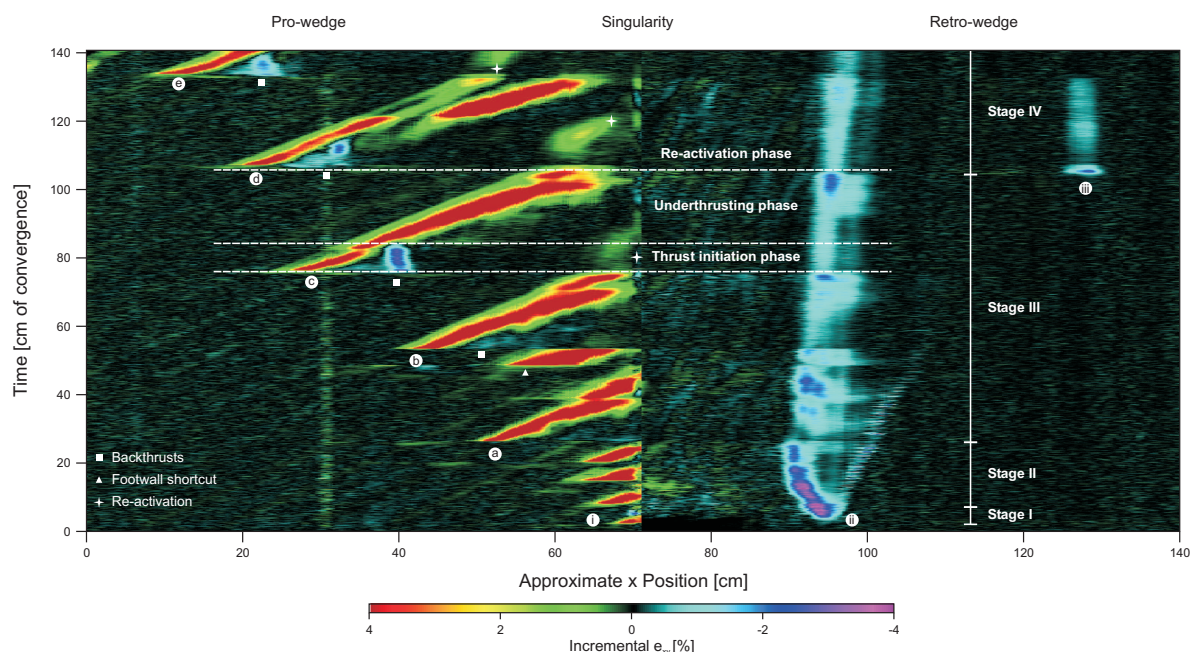 Pro-wedge Singularity Retro-wedge
140
120
100
80
60
40
20
0
Time [cm of convergence]
e
d
c
b
a
i
ii
iii
Re-activation phase
Underthrusting phase
Thrust initiation phase
Stage IV
Stage III
Stage II
Stage I
Backthrusts
Footwall shortcut
Re-activation
0 20 40 60 80 100 120 140
Approximate x Position [cm]
4 2 0 -2 -4
Incremental e [%]